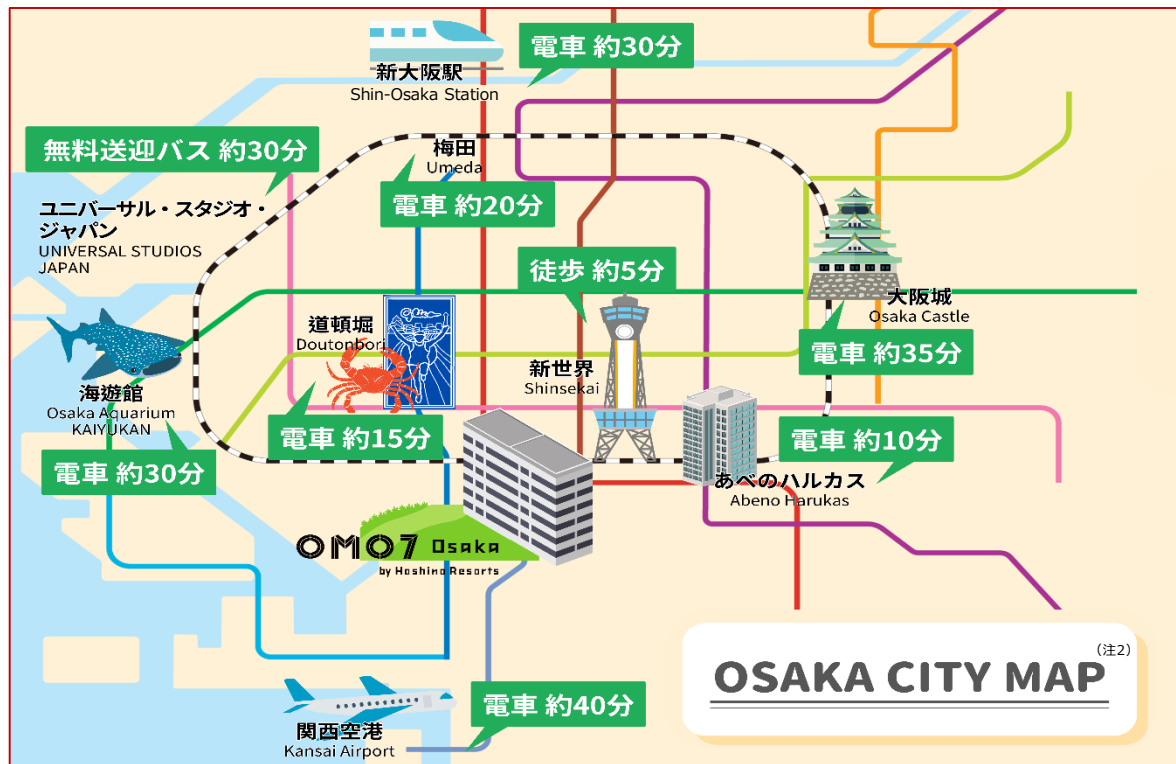 電車 約30分
新大阪駅
Shin-Osaka Station
無料送迎バス 約30分
梅田
Umeda
電車 約20分
ユニバーサル・スタジオ・
ジャパン
UNIVERSAL STUDIOS
JAPAN
徒歩 約5分
大阪城
Osaka Castle
道頓堀
Doutonbori
新世界
Shinsekai
電車 約35分
海遊館
Osaka Aquarium
KAIYUKAN
電車 約15分
電車 約10分
電車 約30分
あべのハルカス
Abeno Harukas
OMO7 Osaka
by Hoshino Resorts
(注2)
OSAKA CITY MAP
電車 約40分
関西空港
Kansai Airport